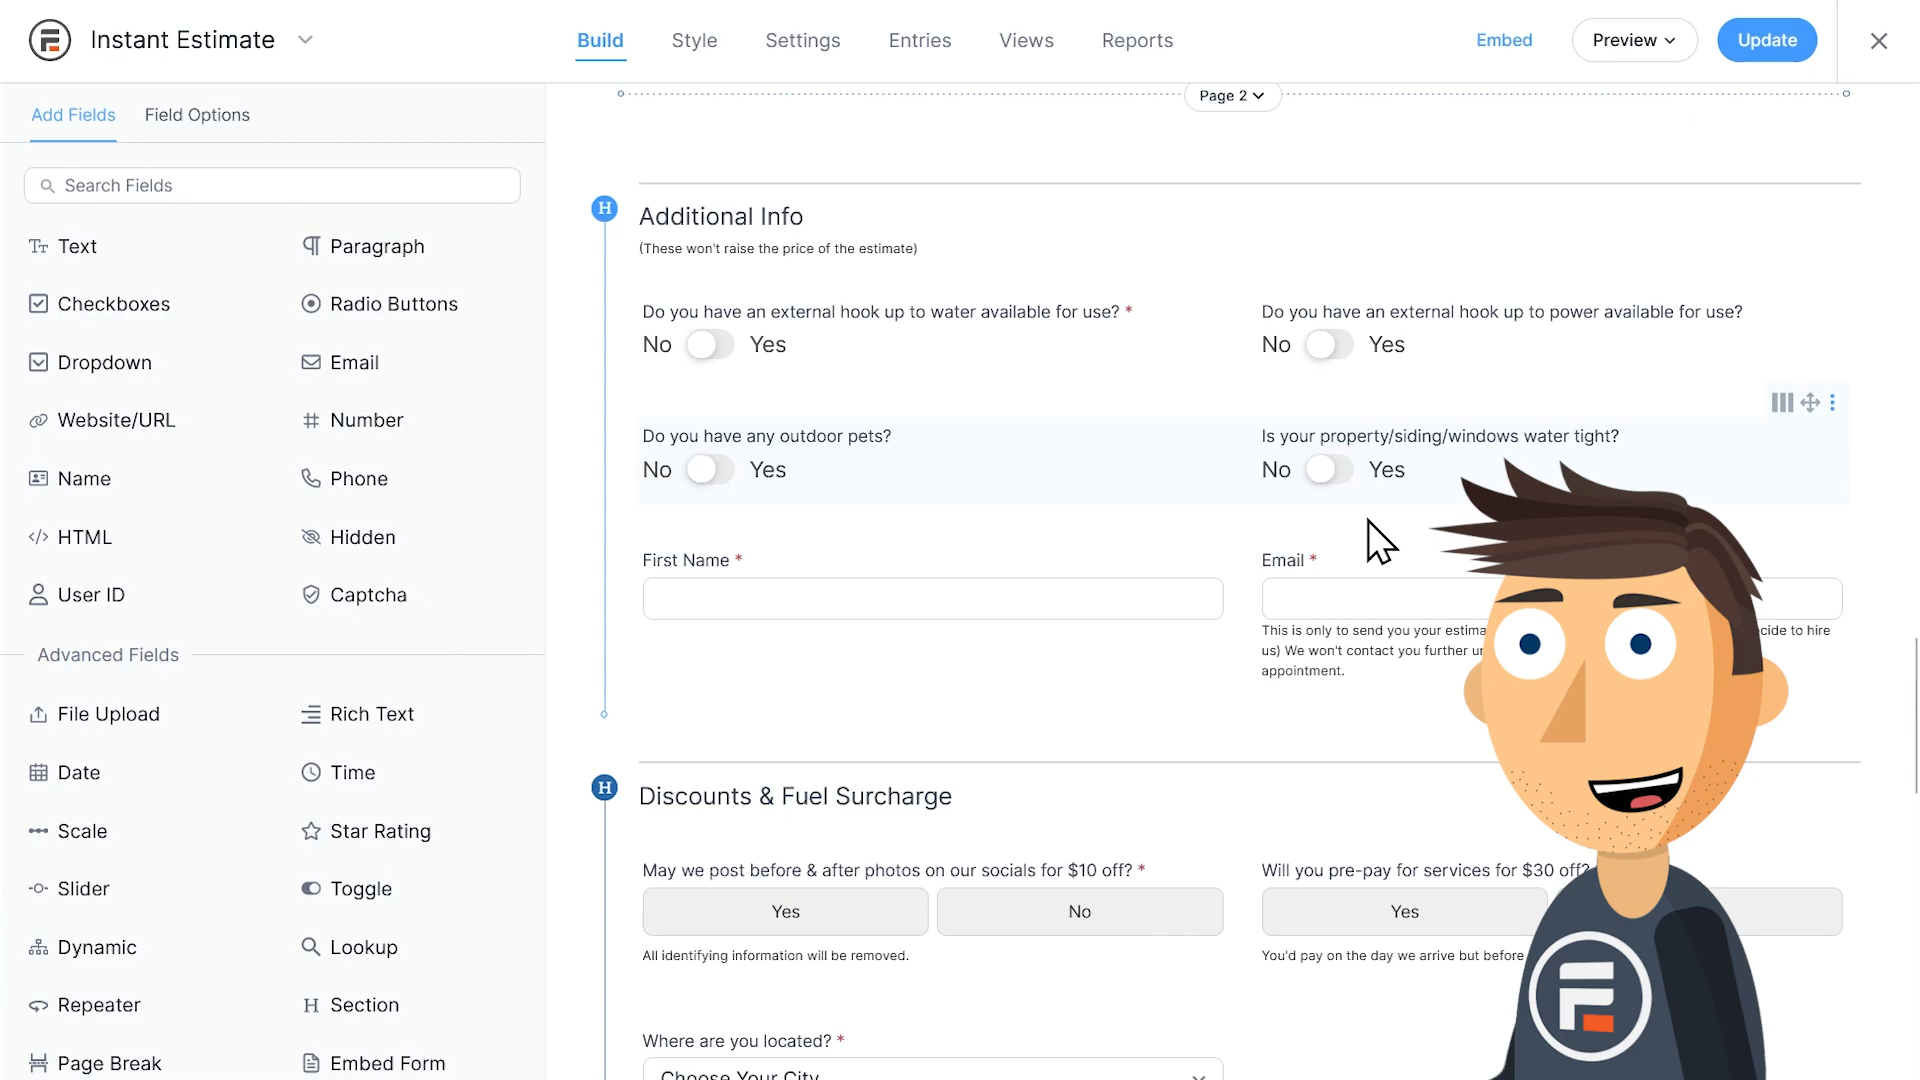 Instant Estimate
Build
Style
Settings
Entries
Views
Reports
Embed
Preview
Update
Add Fields
Field Options
Search Fields
Text
Paragraph
Checkboxes
Radio Buttons
Dropdown
Email
Website/URL
Number
Name
Phone
HTML
Hidden
User ID
Captcha
Advanced Fields
File Upload
Rich Text
Date
Time
Scale
Star Rating
Slider
Toggle
Dynamic
Lookup
Repeater
Section
Page Break
Embed Form
Page 2
H
Additional Info
(These won't raise the price of the estimate)
Do you have an external hook up to water available for use? *
No Yes
Do you have an external hook up to power available for use?
No Yes
Do you have any outdoor pets?
No Yes
Is your property/siding/windows water tight?
No Yes
First Name *
Email *
This is only to send you your to hire
us) We won't contact you further
appointment.
H
Discounts & Fuel Surcharge
May we post before & after photos on our socials for $10 off? *
Yes No
All identifying information will be removed.
Will you pre-pay for services for $30 off?
Yes
You'd pay on the day we arrive but before
Where are you located? *
Choose Your City